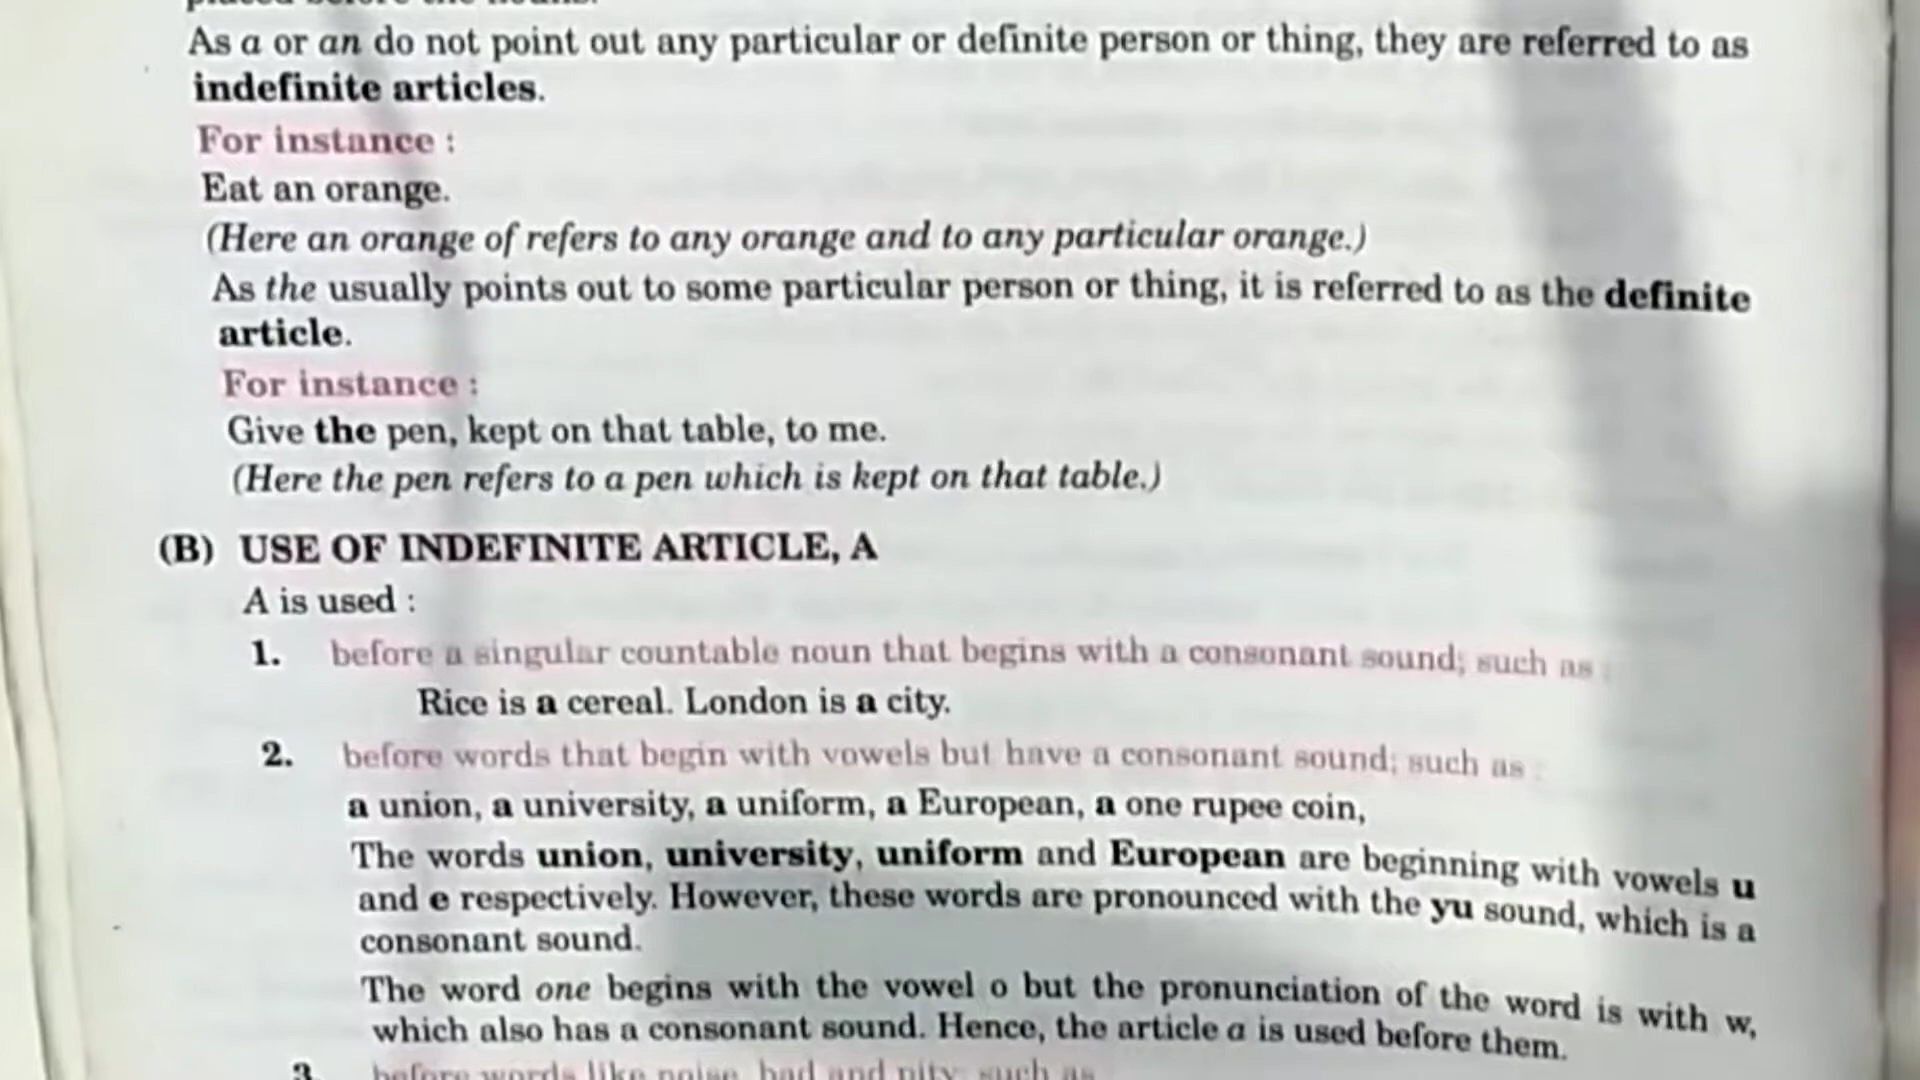 As a or an do not point out any particular or definite person or thing, they are referred to as
indefinite articles.
For instance :
Eat an orange.
(Here an orange of refers to any orange and to any particular orange.)
As the usually points out to some particular person or thing, it is referred to as the definite
article.
For instance :
Give the pen, kept on that table, to me.
(Here the pen refers to a pen which is kept on that table.)
(B) USE OF INDEFINITE ARTICLE, A
A is used :
1. before a singular countable noun that begins with a consonant sound; such as :
Rice is a cereal. London is a city.
2. before words that begin with vowels but have a consonant sound; such as :
a union, a university, a uniform, a European, a one rupee coin,
The words union, university, uniform and European are beginning with vowels u
and e respectively. However, these words are pronounced with the yu sound, which is a
consonant sound.
The word one begins with the vowel o but the pronunciation of the word is with w,
which also has a consonant sound. Hence, the article a is used before them.
3. before words like noise, had and pity such as